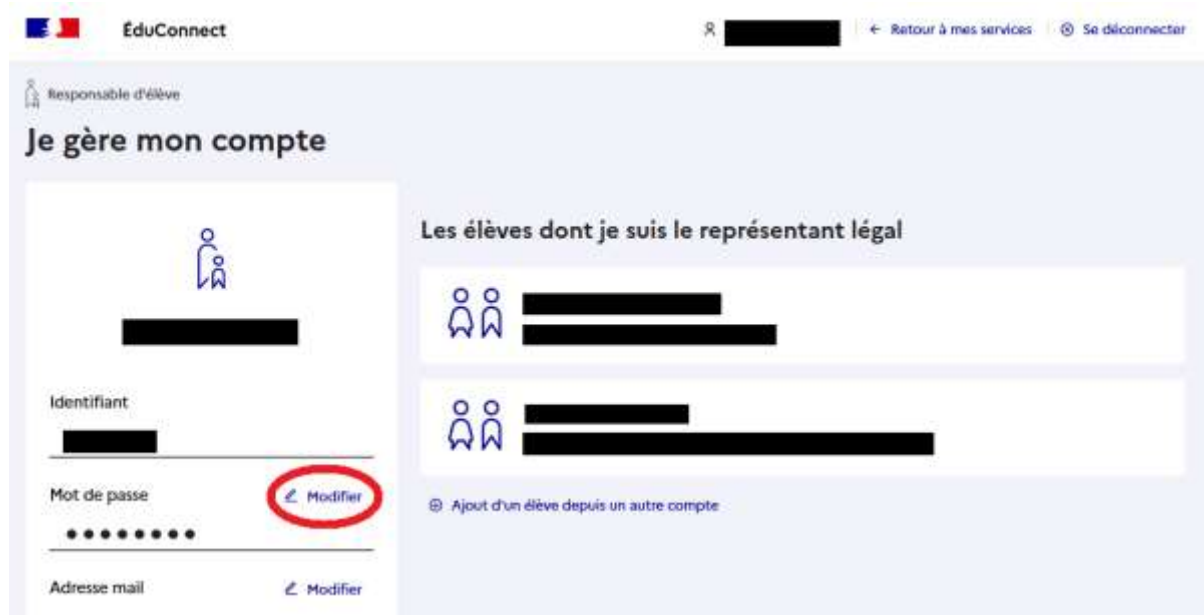 ÉduConnect
Retour à mes services
Se déconnecter
Responsable d'élève
Je gère mon compte
Les élèves dont je suis le représentant légal
Identifiant
Mot de passe
Modifier
Ajout d'un élève depuis un autre compte
Adresse mail
Modifier